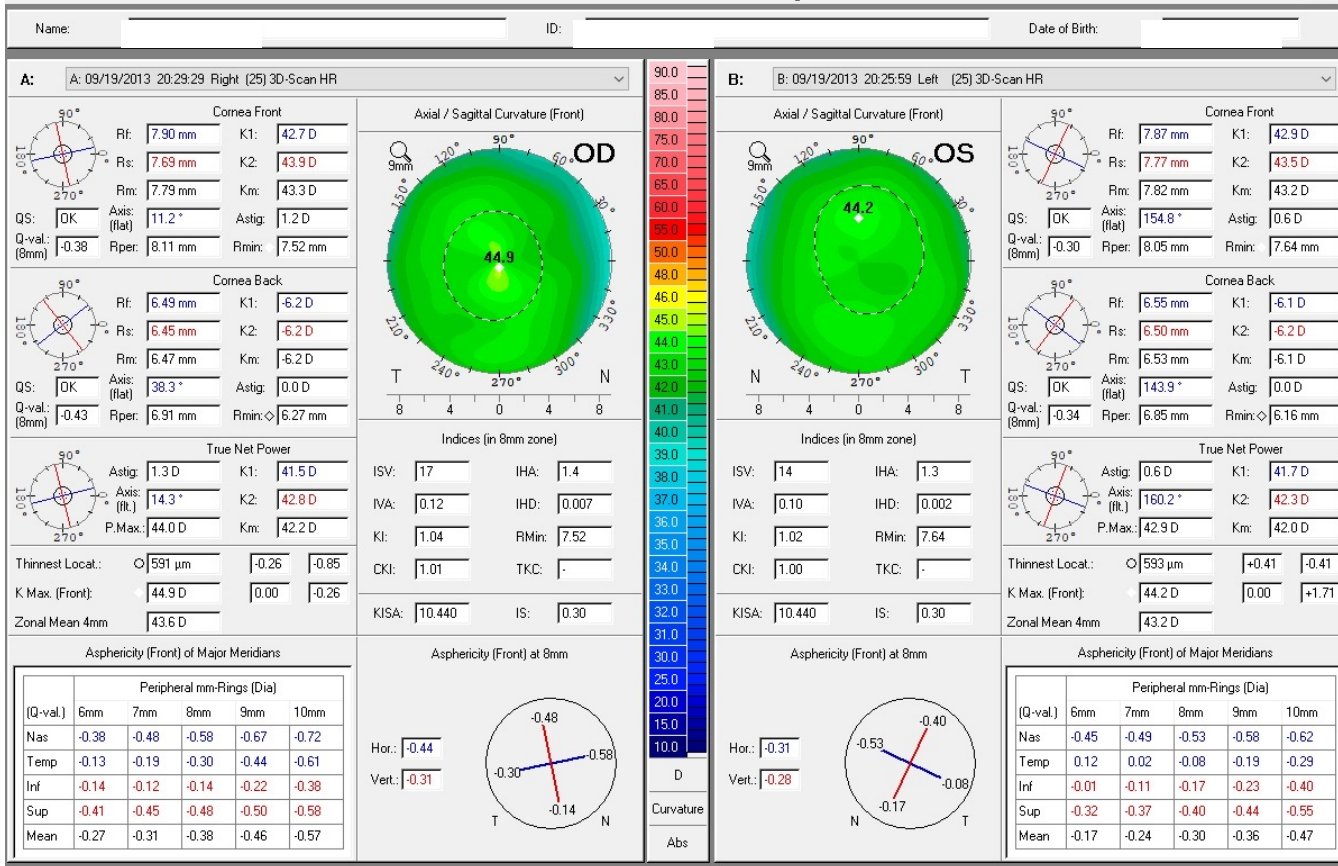 Name: ID: Date of Birth:
A: A: 09/19/2013 20:29:29 Right (25) 3D-Scan HR
Cornea Front
90°
180°
0°
270°
Rf: 7.90 mm K1: 42.7 D
Rs: 7.69 mm K2: 43.9 D
Rm: 7.79 mm Km: 43.3 D
QS: OK Axis: (flat) 11.2 ° Astig: 1.2 D
Q-val.: (8mm) -0.38 Rper: 8.11 mm Rmin: 7.52 mm
Cornea Back
90°
180°
0°
270°
Rf: 6.49 mm K1: -6.2 D
Rs: 6.45 mm K2: -6.2 D
Rm: 6.47 mm Km: -6.2 D
QS: OK Axis: (flat) 38.3 ° Astig: 0.0 D
Q-val.: (8mm) -0.43 Rper: 6.91 mm Rmin: 6.27 mm
True Net Power
90°
180°
0°
270°
Astig: 1.3 D K1: 41.5 D
Axis: (flt.) 14.3 ° K2: 42.8 D
P.Max.: 44.0 D Km: 42.2 D
Thinnest Locat.: 591 µm -0.26 -0.85
K Max. (Front): 44.9 D 0.00 -0.26
Zonal Mean 4mm 43.6 D
Asphericity (Front) of Major Meridians
Peripheral mm-Rings (Dia)
(Q-val.) 6mm 7mm 8mm 9mm 10mm
Nas -0.38 -0.48 -0.58 -0.67 -0.72
Temp -0.13 -0.19 -0.30 -0.44 -0.61
Inf -0.14 -0.12 -0.14 -0.22 -0.38
Sup -0.41 -0.45 -0.48 -0.50 -0.58
Mean -0.27 -0.31 -0.38 -0.46 -0.57
Axial / Sagittal Curvature (Front)
9mm
OD
90°
120°
60°
150°
30°
44.9
210°
330°
240°
300°
270°
T N
8 4 0 4 8
Indices (in 8mm zone)
ISV: 17 IHA: 1.4
IVA: 0.12 IHD: 0.007
KI: 1.04 RMin: 7.52
CKI: 1.01 TKC: -
KISA: 10.440 IS: 0.30
Asphericity (Front) at 8mm
Hor.: -0.44
Vert.: -0.31
-0.48
-0.58
-0.30
-0.14
T N
90.0
85.0
80.0
75.0
70.0
65.0
60.0
55.0
50.0
48.0
46.0
45.0
44.0
43.0
42.0
41.0
40.0
39.0
38.0
37.0
36.0
35.0
34.0
33.0
32.0
31.0
30.0
25.0
20.0
15.0
10.0
D
Curvature
Abs
B: B: 09/19/2013 20:25:59 Left (25) 3D-Scan HR
Axial / Sagittal Curvature (Front)
9mm
OS
90°
120°
60°
150°
30°
44.2
210°
330°
240°
300°
270°
N T
8 4 0 4 8
Indices (in 8mm zone)
ISV: 14 IHA: 1.3
IVA: 0.10 IHD: 0.002
KI: 1.02 RMin: 7.64
CKI: 1.00 TKC: -
KISA: 10.440 IS: 0.30
Asphericity (Front) at 8mm
Hor.: -0.31
Vert.: -0.28
-0.40
-0.53
-0.08
-0.17
N T
Cornea Front
90°
180°
0°
270°
Rf: 7.87 mm K1: 42.9 D
Rs: 7.77 mm K2: 43.5 D
Rm: 7.82 mm Km: 43.2 D
QS: OK Axis: (flat) 154.8 ° Astig: 0.6 D
Q-val.: (8mm) -0.30 Rper: 8.05 mm Rmin: 7.64 mm
Cornea Back
90°
180°
0°
270°
Rf: 6.55 mm K1: -6.1 D
Rs: 6.50 mm K2: -6.2 D
Rm: 6.53 mm Km: -6.1 D
QS: OK Axis: (flat) 143.9 ° Astig: 0.0 D
Q-val.: (8mm) -0.34 Rper: 6.85 mm Rmin: 6.16 mm
True Net Power
90°
180°
0°
270°
Astig: 0.6 D K1: 41.7 D
Axis: (flt.) 160.2 ° K2: 42.3 D
P.Max.: 42.9 D Km: 42.0 D
Thinnest Locat.: 593 µm +0.41 -0.41
K Max. (Front): 44.2 D 0.00 +1.71
Zonal Mean 4mm 43.2 D
Asphericity (Front) of Major Meridians
Peripheral mm-Rings (Dia)
(Q-val.) 6mm 7mm 8mm 9mm 10mm
Nas -0.45 -0.49 -0.53 -0.58 -0.62
Temp 0.12 0.02 -0.08 -0.19 -0.29
Inf -0.01 -0.11 -0.17 -0.23 -0.40
Sup -0.32 -0.37 -0.40 -0.44 -0.55
Mean -0.17 -0.24 -0.30 -0.36 -0.47